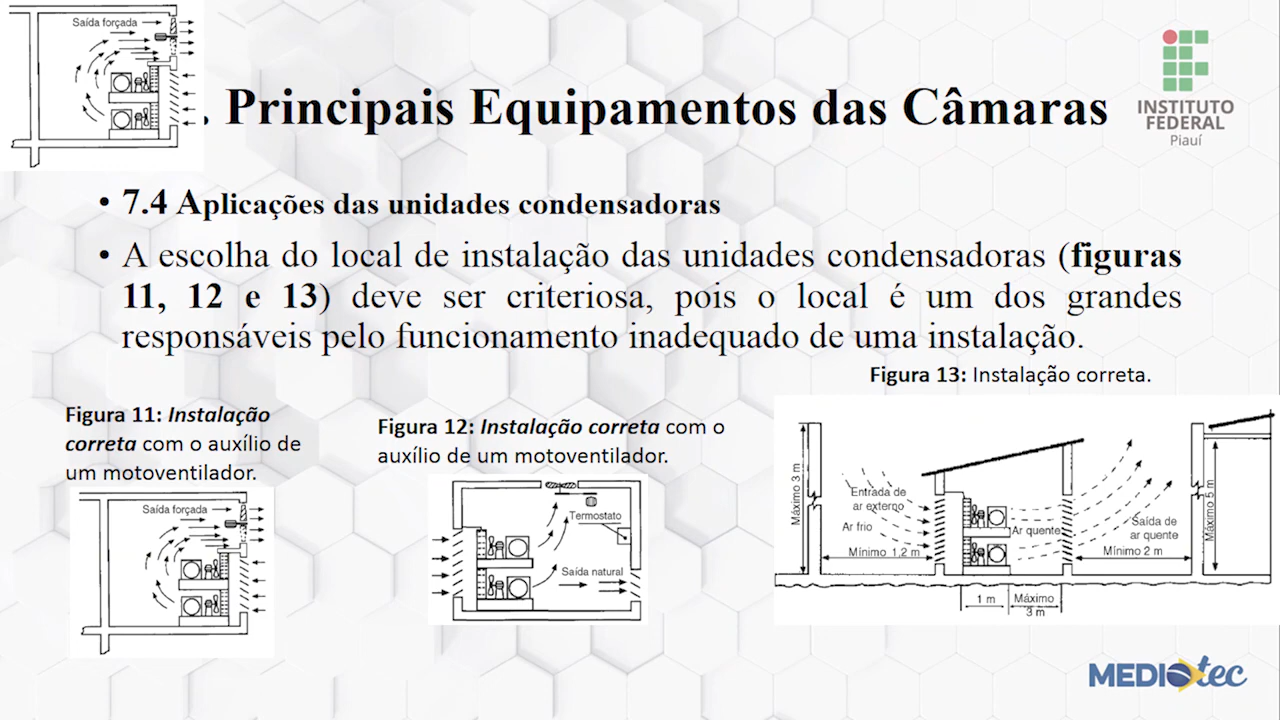 Saída forçada
. Principais Equipamentos das Câmaras
INSTITUTO
FEDERAL
Piauí
• 7.4 Aplicações das unidades condensadoras
• A escolha do local de instalação das unidades condensadoras (figuras
11, 12 e 13) deve ser criteriosa, pois o local é um dos grandes
responsáveis pelo funcionamento inadequado de uma instalação.
Figura 13: Instalação correta.
Figura 11: Instalação
correta com o auxílio de
um motoventilador.
Figura 12: Instalação correta com o
auxílio de um motoventilador.
Saída forçada
Termostato
Saída natural
Máximo 3 m
Entrada de
ar externo
Ar frio
Mínimo 1,2 m
Ar quente
Saída de
ar quente
Mínimo 2 m
Máximo 5 m
1 m
Máximo
3 m
MEDIOtec